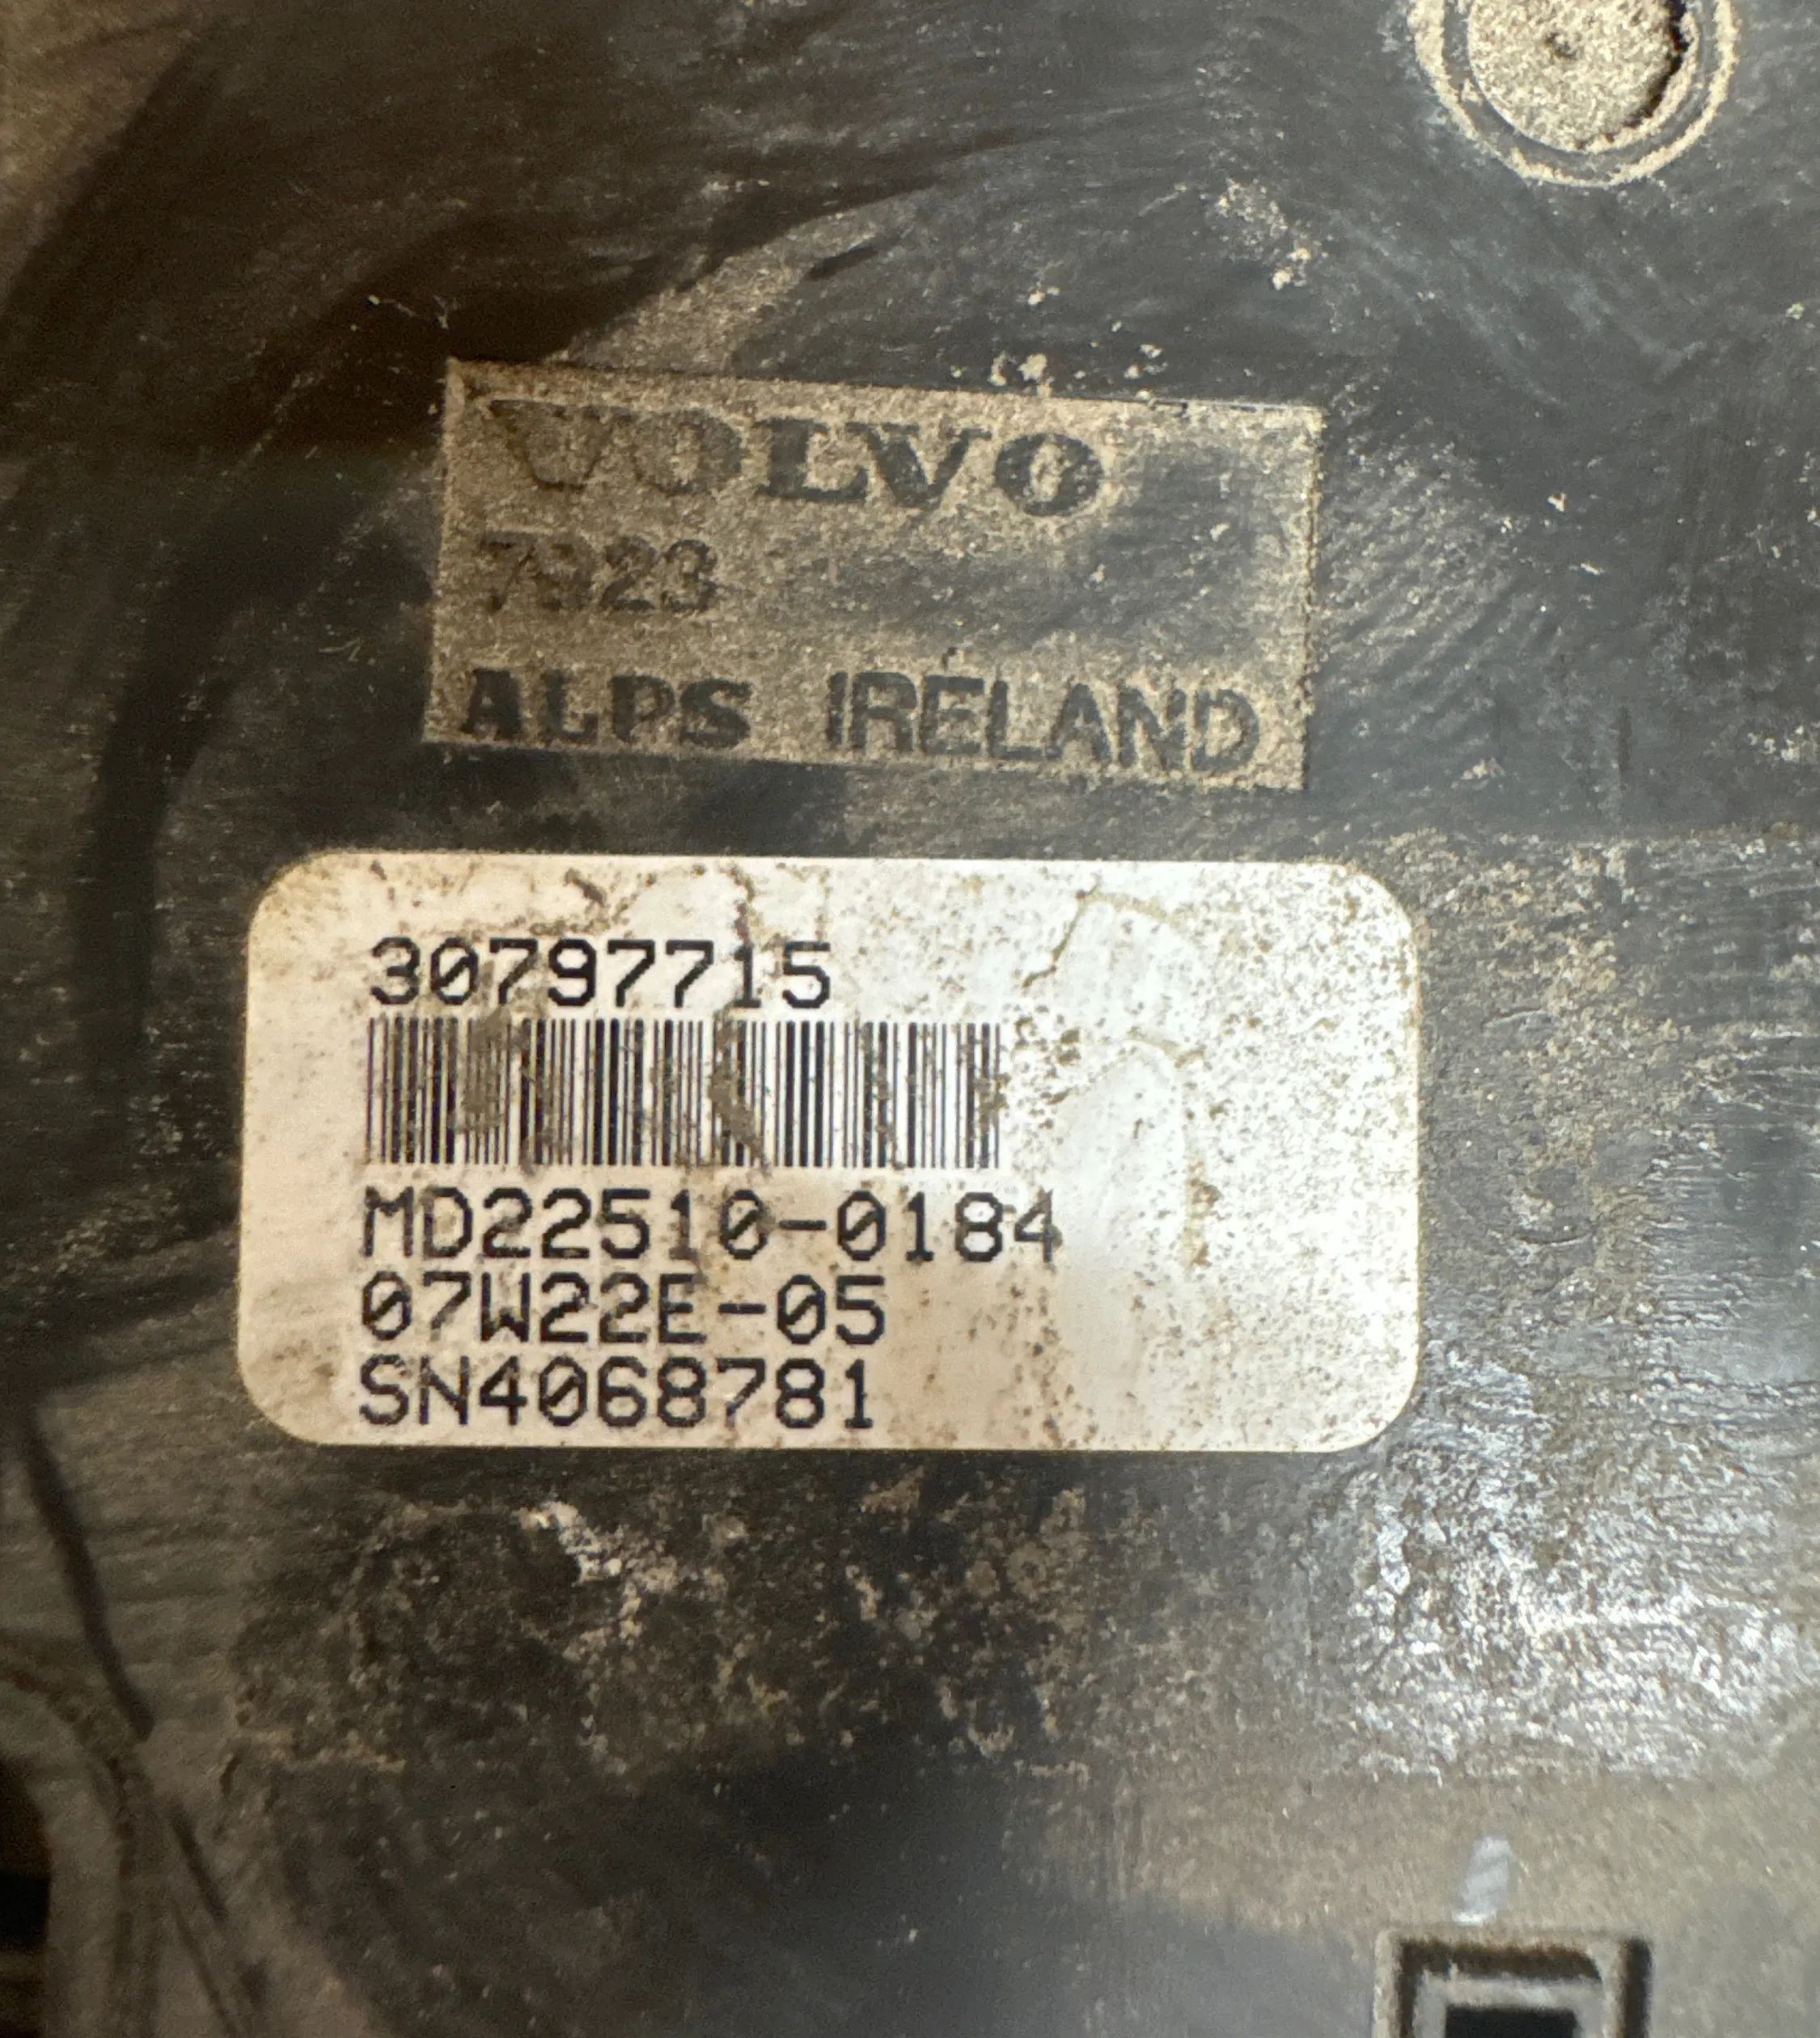 VOLVO
7923
ALPS IRELAND
30797715
MD22510-0184
07W22E-05
SN4068781